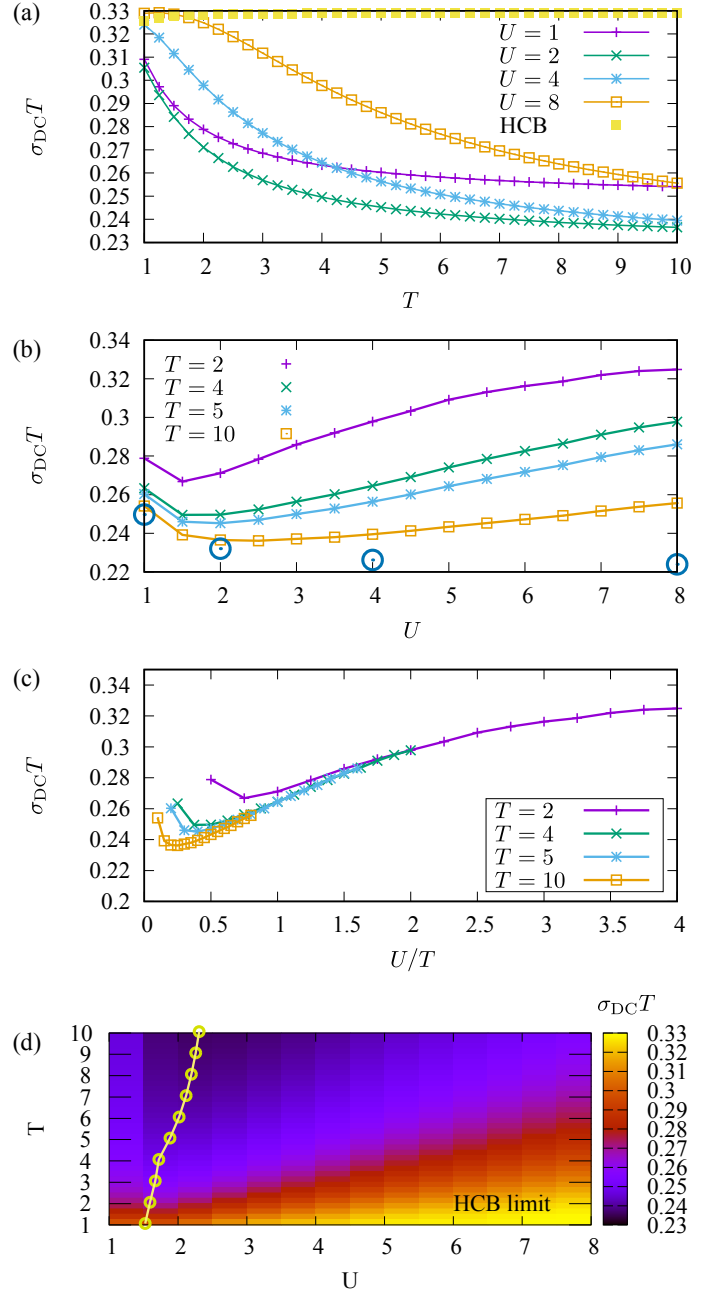 (a)
0.33
0.32
0.31
0.3
0.29
0.28
0.27
0.26
0.25
0.24
0.23
σDCT
U = 1
U = 2
U = 4
U = 8
HCB
1 2 3 4 5 6 7 8 9 10
T
(b)
0.34
0.32
0.3
0.28
0.26
0.24
0.22
σDCT
T = 2
T = 4
T = 5
T = 10
1 2 3 4 5 6 7 8
U
(c)
0.34
0.32
0.3
0.28
0.26
0.24
0.22
0.2
σDCT
T = 2
T = 4
T = 5
T = 10
0 0.5 1 1.5 2 2.5 3 3.5 4
U/T
(d)
σDCT
10
9
8
7
6
5
4
3
2
1
T
HCB limit
1 2 3 4 5 6 7 8
U
0.33
0.32
0.31
0.30
0.29
0.28
0.27
0.26
0.25
0.24
0.23